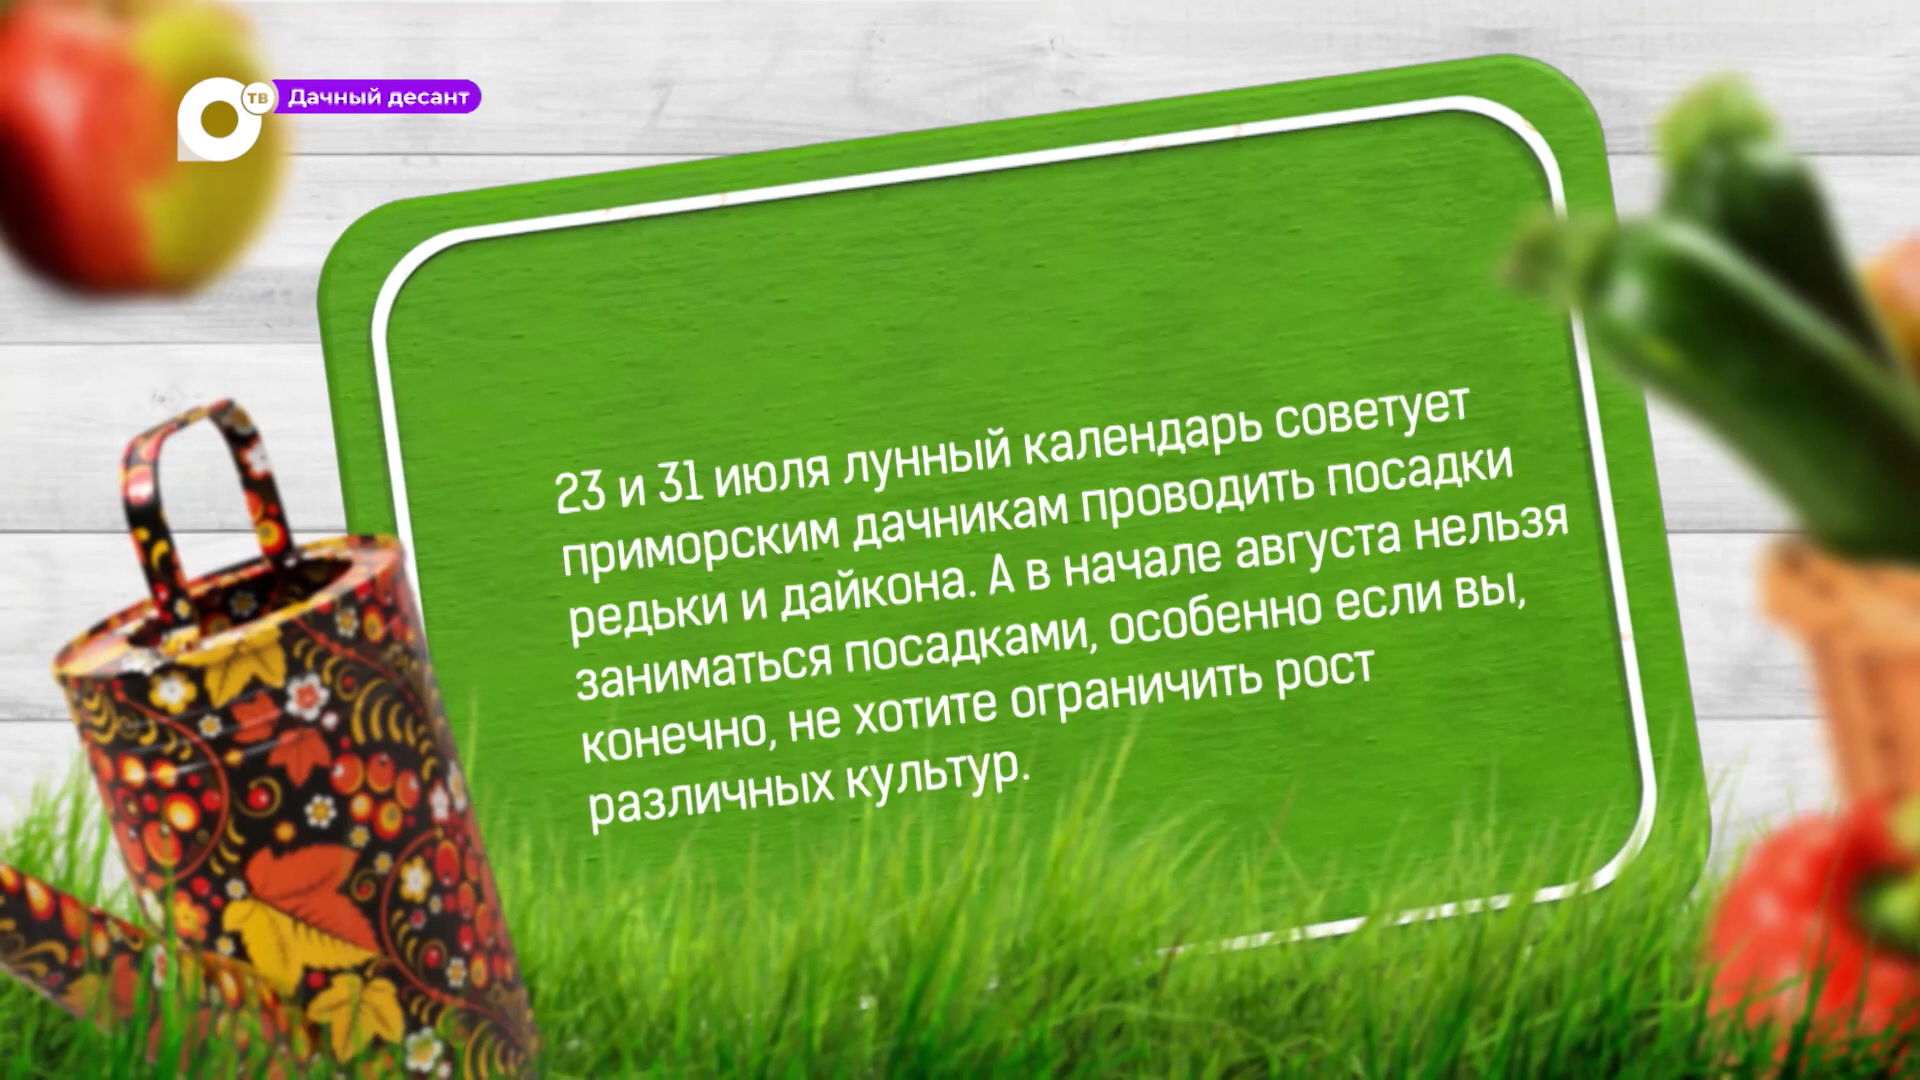 ТВ Дачный десант
23 и 31 июля лунный календарь советует
приморским дачникам проводить посадки
редьки и дайкона. А в начале августа нельзя
заниматься посадками, особенно если вы,
конечно, не хотите ограничить рост
различных культур.